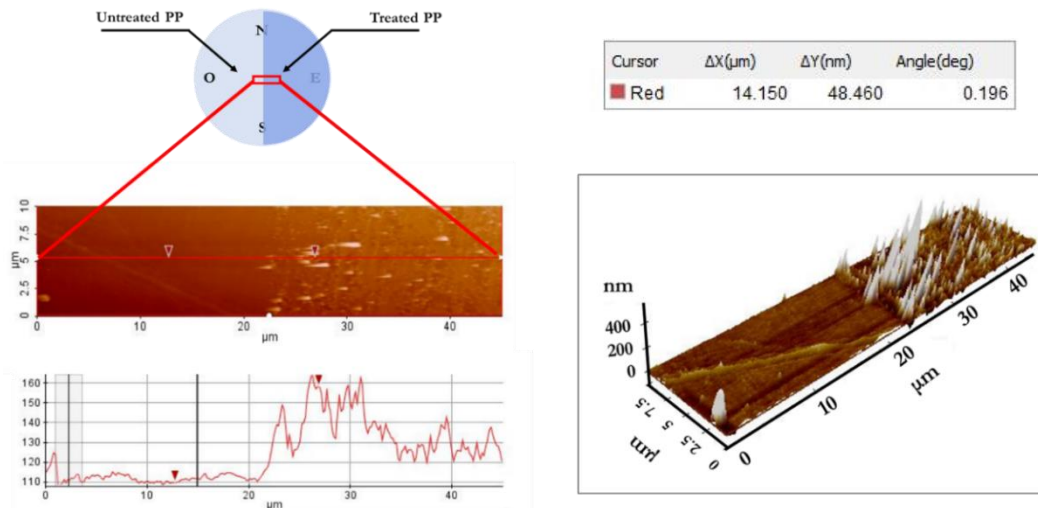 Untreated PP
Treated PP
N
O
E
S
Cursor ΔX(μm) ΔY(nm) Angle(deg)
Red 14.150 48.460 0.196
10
7.5
5
2.5
0
μm
0 10 20 30 40
μm
160
150
140
130
120
110
0 20 40
μm
nm
400
200
0
7.5
5
2.5
0
μm
0
10
20
30
40
μm